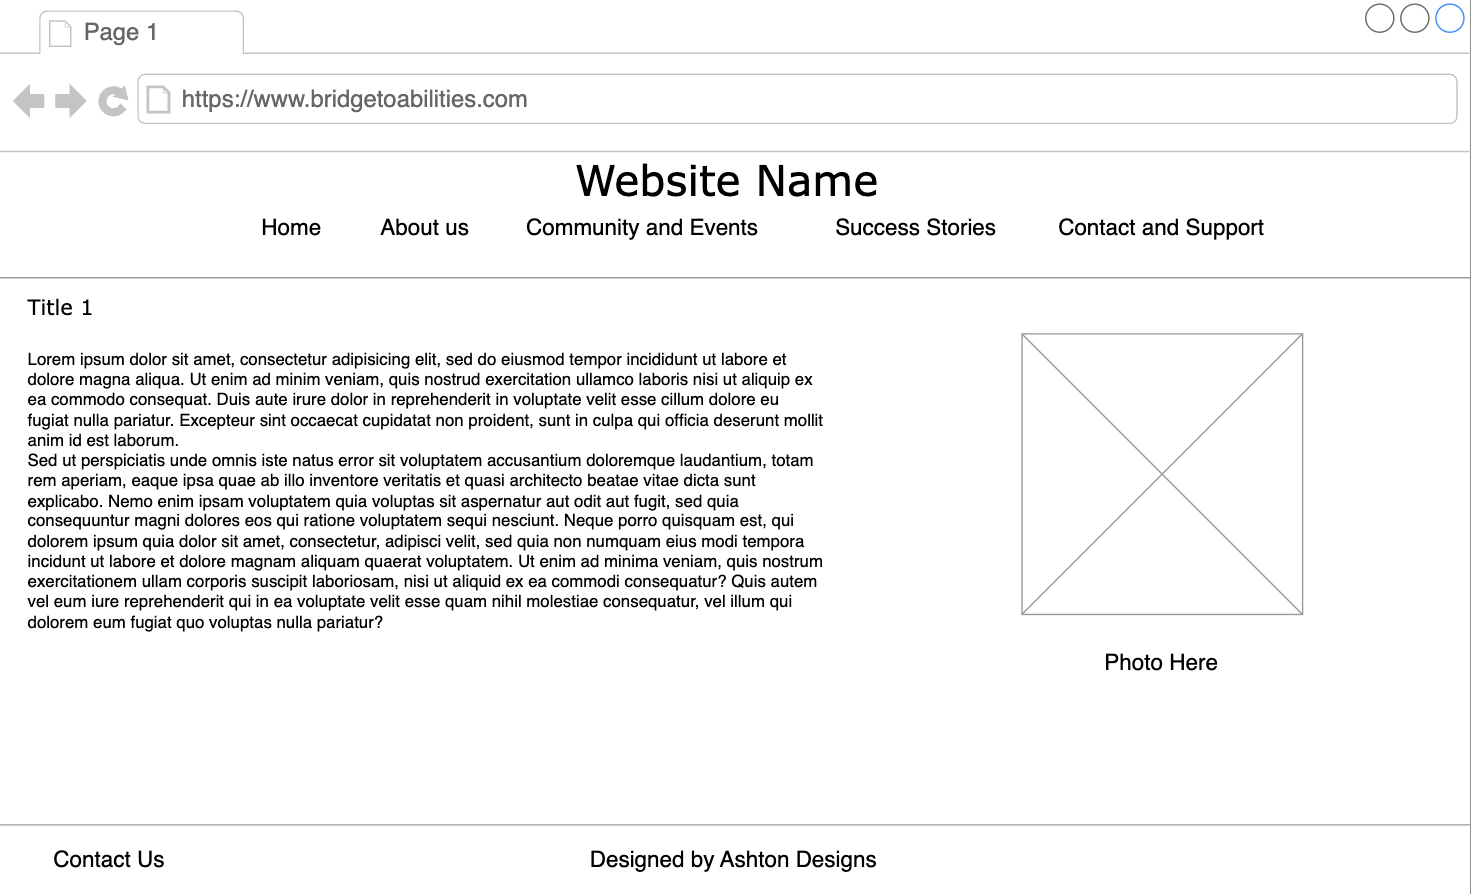 Page 1
https://www.bridgetoabilities.com
Website Name
Home About us Community and Events Success Stories Contact and Support
Title 1
Lorem ipsum dolor sit amet, consectetur adipisicing elit, sed do eiusmod tempor incididunt ut labore et
dolore magna aliqua. Ut enim ad minim veniam, quis nostrud exercitation ullamco laboris nisi ut aliquip ex
ea commodo consequat. Duis aute irure dolor in reprehenderit in voluptate velit esse cillum dolore eu
fugiat nulla pariatur. Excepteur sint occaecat cupidatat non proident, sunt in culpa qui officia deserunt mollit
anim id est laborum.
Sed ut perspiciatis unde omnis iste natus error sit voluptatem accusantium doloremque laudantium, totam
rem aperiam, eaque ipsa quae ab illo inventore veritatis et quasi architecto beatae vitae dicta sunt
explicabo. Nemo enim ipsam voluptatem quia voluptas sit aspernatur aut odit aut fugit, sed quia
consequuntur magni dolores eos qui ratione voluptatem sequi nesciunt. Neque porro quisquam est, qui
dolorem ipsum quia dolor sit amet, consectetur, adipisci velit, sed quia non numquam eius modi tempora
incidunt ut labore et dolore magnam aliquam quaerat voluptatem. Ut enim ad minima veniam, quis nostrum
exercitationem ullam corporis suscipit laboriosam, nisi ut aliquid ex ea commodi consequatur? Quis autem
vel eum iure reprehenderit qui in ea voluptate velit esse quam nihil molestiae consequatur, vel illum qui
dolorem eum fugiat quo voluptas nulla pariatur?
Photo Here
Contact Us Designed by Ashton Designs